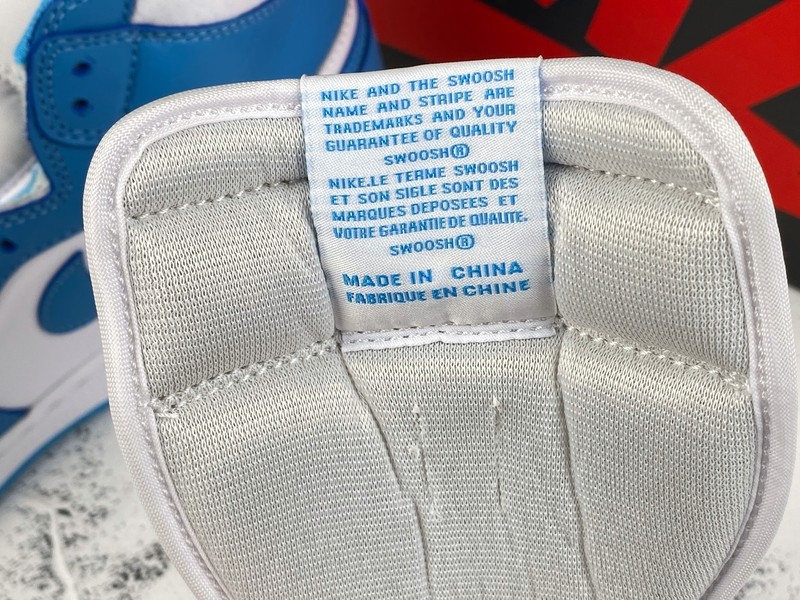 NIKE AND THE SWOOSH
NAME AND STRIPE ARE
TRADEMARKS AND YOUR
GUARANTEE OF QUALITY
SWOOSH®
NIKE.LE TERME SWOOSH
ET SON SIGLE SONT DES
MARQUES DEPOSEES ET
VOTRE GARANTIE DE QUALITE.
SWOOSH®
MADE IN CHINA
FABRIQUE EN CHINE